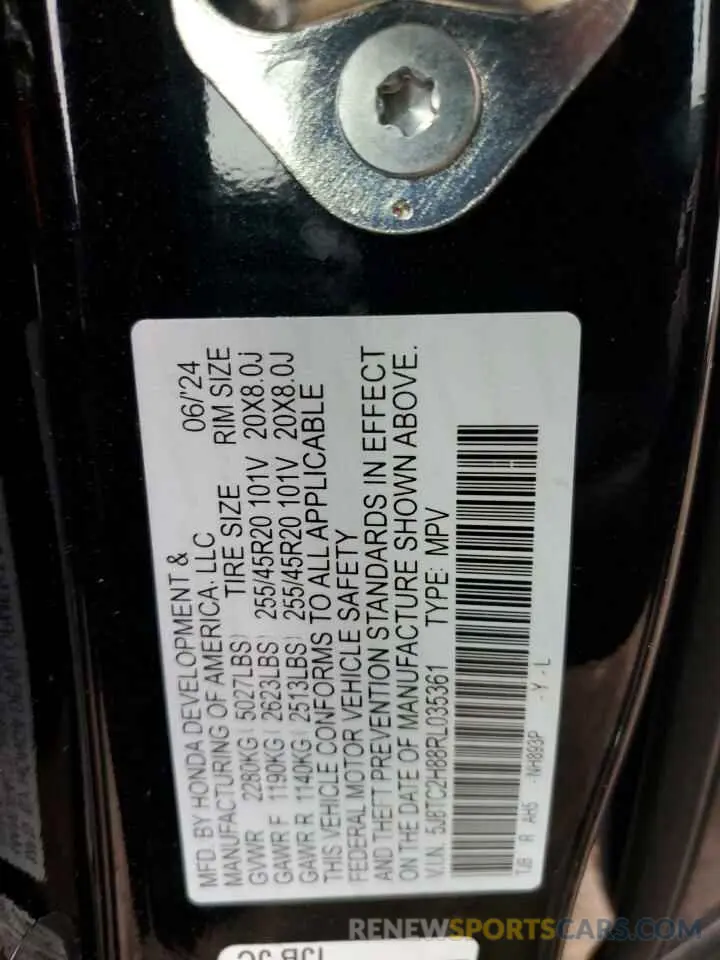 MFD. BY HONDA DEVELOPMENT &
MANUFACTURING OF AMERICA. LLC 06/'24
GVWR 2280KG(5027LBS) TIRE SIZE RIM SIZE
GAWR F 1190KG(2623LBS) 255/45R20 101V 20X8.0J
GAWR R 1140KG(2513LBS) 255/45R20 101V 20X8.0J
THIS VEHICLE CONFORMS TO ALL APPLICABLE
FEDERAL MOTOR VEHICLE SAFETY
AND THEFT PREVENTION STANDARDS IN EFFECT
ON THE DATE OF MANUFACTURE SHOWN ABOVE.
V.I.N. 5J8TC2H88RL035361 TYPE: MPV
TJB R AH5 -NH893P -Y-L
RENEWSPORTSCARS.COM